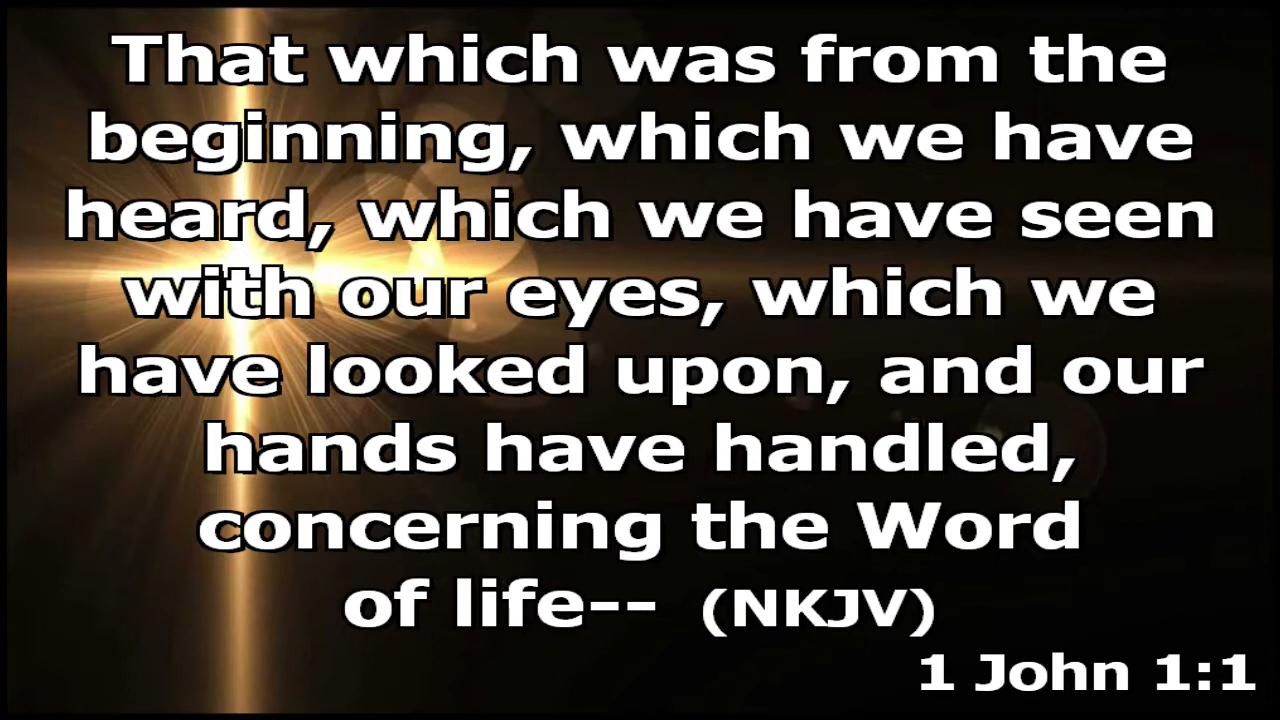 That which was from the
beginning, which we have
heard, which we have seen
with our eyes, which we
have looked upon, and our
hands have handled,
concerning the Word
of life-- (NKJV)
1 John 1:1